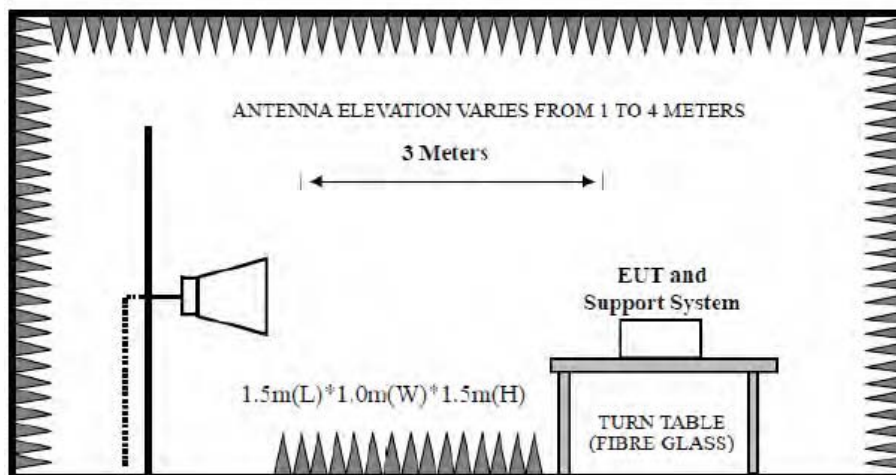 ANTENNA ELEVATION VARIES FROM 1 TO 4 METERS
3 Meters
EUT and
Support System
1.5m(L)*1.0m(W)*1.5m(H)
TURN TABLE
(FIBRE GLASS)